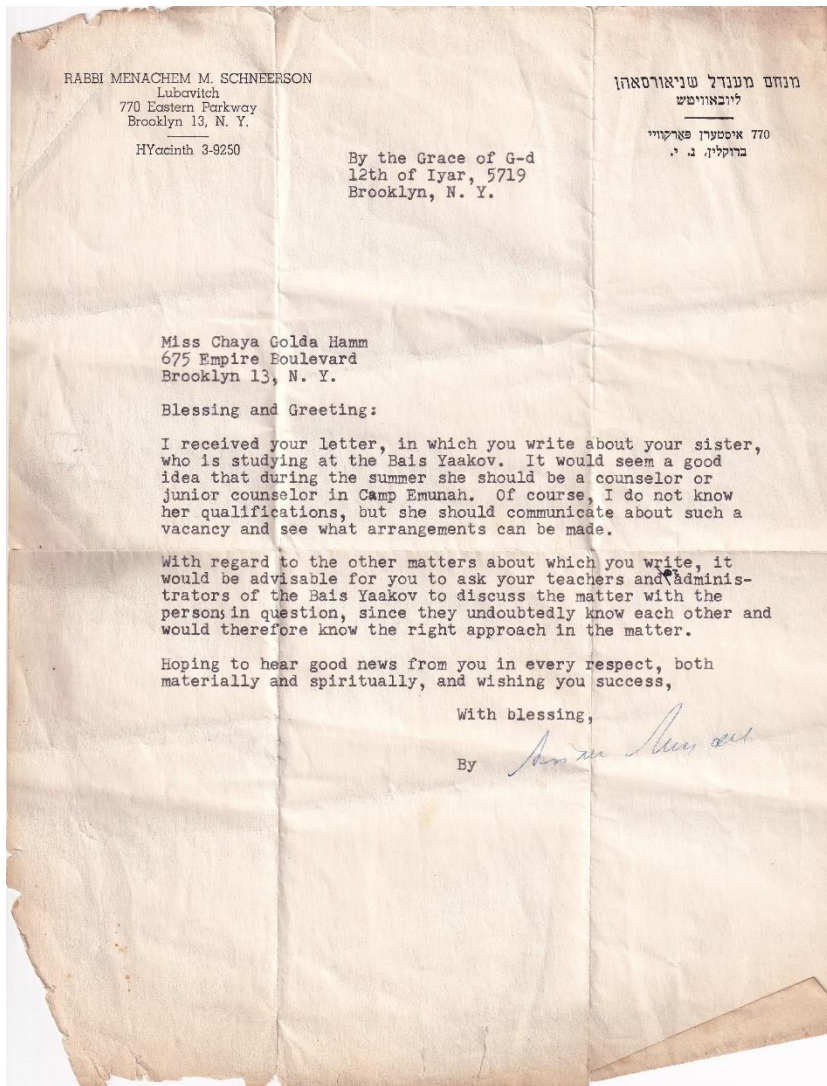 RABBI MENACHEM M. SCHNEERSON
Lubavitch
770 Eastern Parkway
Brooklyn 13, N. Y.
HYacinth 3-9250
מנחם מענדל שניאורסאהן
ליובאוויטש
770 איסטערן פארקוויי
ברוקלין, נ. י.
By the Grace of G-d
12th of Iyar, 5719
Brooklyn, N. Y.
Miss Chaya Golda Hamm
675 Empire Boulevard
Brooklyn 13, N. Y.
Blessing and Greeting:
I received your letter, in which you write about your sister,
who is studying at the Bais Yaakov. It would seem a good
idea that during the summer she should be a counselor or
junior counselor in Camp Emunah. Of course, I do not know
her qualifications, but she should communicate about such a
vacancy and see what arrangements can be made.
With regard to the other matters about which you write, it
would be advisable for you to ask your teachers and adminis-
trators of the Bais Yaakov to discuss the matter with the
persons in question, since they undoubtedly know each other and
would therefore know the right approach in the matter.
Hoping to hear good news from you in every respect, both
materially and spiritually, and wishing you success,
With blessing,
By